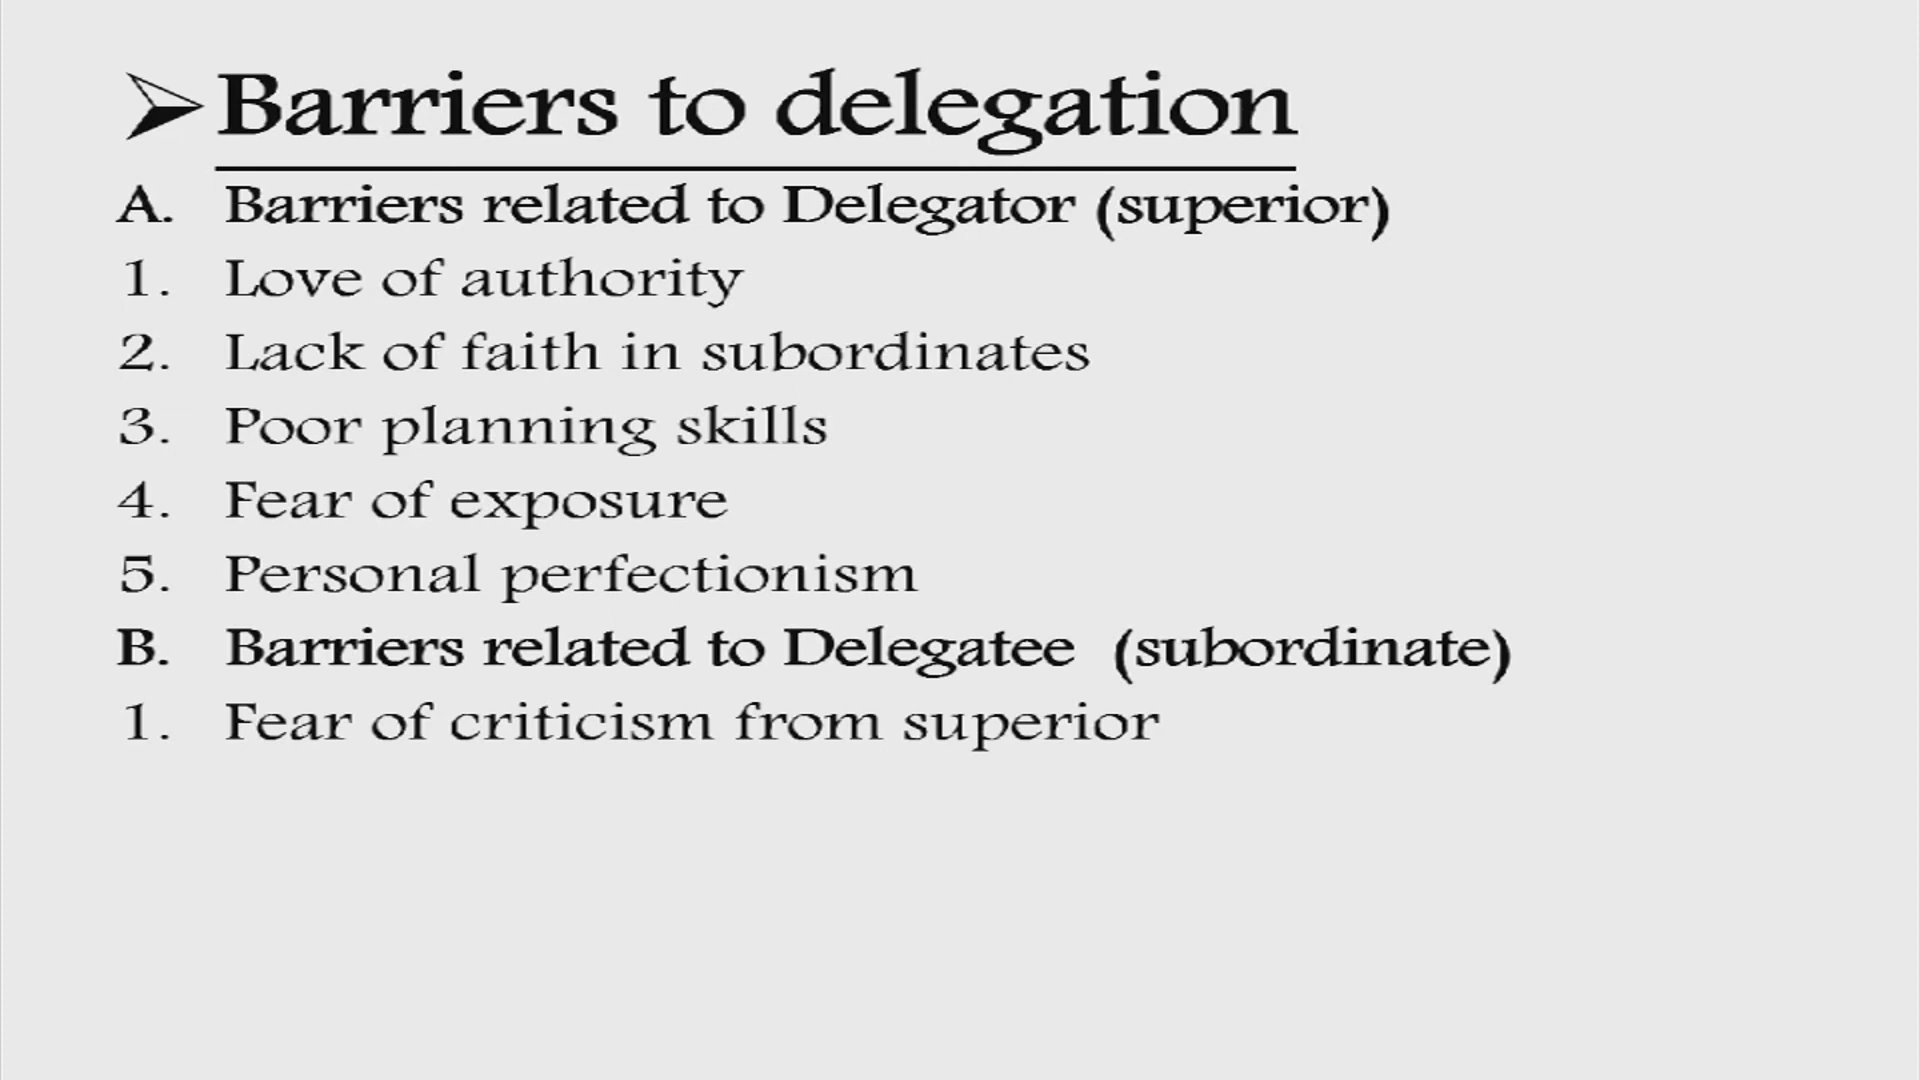 ➢Barriers to delegation
A. Barriers related to Delegator (superior)
1. Love of authority
2. Lack of faith in subordinates
3. Poor planning skills
4. Fear of exposure
5. Personal perfectionism
B. Barriers related to Delegatee (subordinate)
1. Fear of criticism from superior